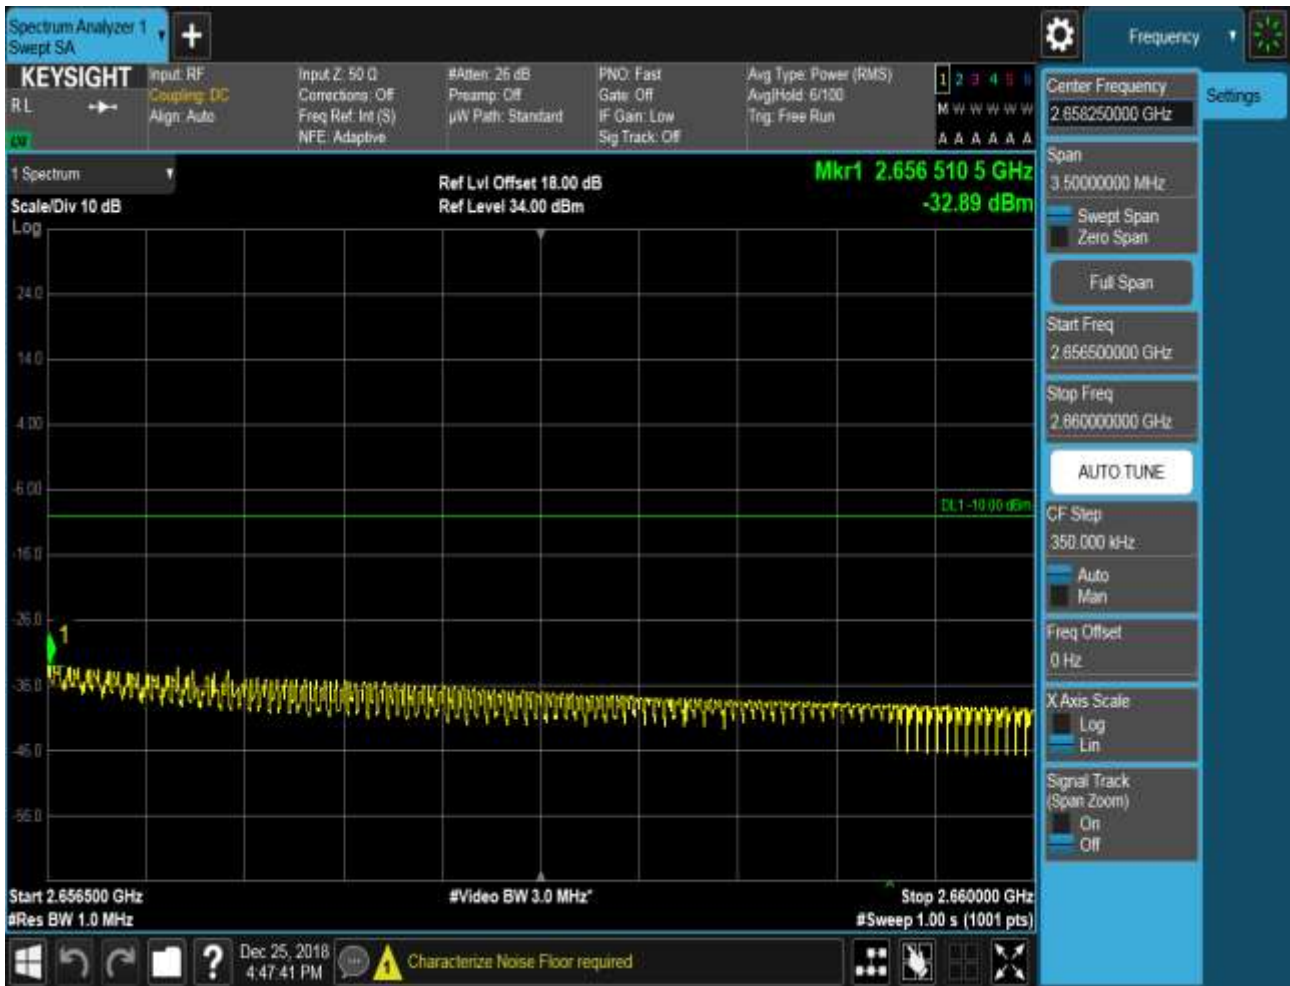 Spectrum Analyzer 1
Swept SA
+
Frequency
KEYSIGHT
RL
Input: RF
Coupling: DC
Align: Auto
Input Z: 50 Ω
Corrections: Off
Freq Ref: Int (S)
NFE: Adaptive
#Atten: 26 dB
Preamp: Off
µW Path: Standard
PNO: Fast
Gate: Off
IF Gain: Low
Sig Track: Off
Avg Type: Power (RMS)
Avg|Hold: 6/100
Trig: Free Run
1 2 3 4 5 6
M W W W W W
A A A A A A
1 Spectrum
Scale/Div 10 dB
Log
Ref Lvl Offset 18.00 dB
Ref Level 34.00 dBm
Mkr1 2.656 510 5 GHz
-32.89 dBm
24.0
14.0
4.00
-6.00
DL1 -10.00 dBm
-16.0
-26.0
1
-36.0
-46.0
-56.0
Start 2.656500 GHz
#Res BW 1.0 MHz
#Video BW 3.0 MHz*
Stop 2.660000 GHz
#Sweep 1.00 s (1001 pts)
Center Frequency
2.658250000 GHz
Settings
Span
3.50000000 MHz
Swept Span
Zero Span
Full Span
Start Freq
2.656500000 GHz
Stop Freq
2.660000000 GHz
AUTO TUNE
CF Step
350.000 kHz
Auto
Man
Freq Offset
0 Hz
X Axis Scale
Log
Lin
Signal Track
(Span Zoom)
On
Off
?
Dec 25, 2018
4:47:41 PM
1
Characterize Noise Floor required